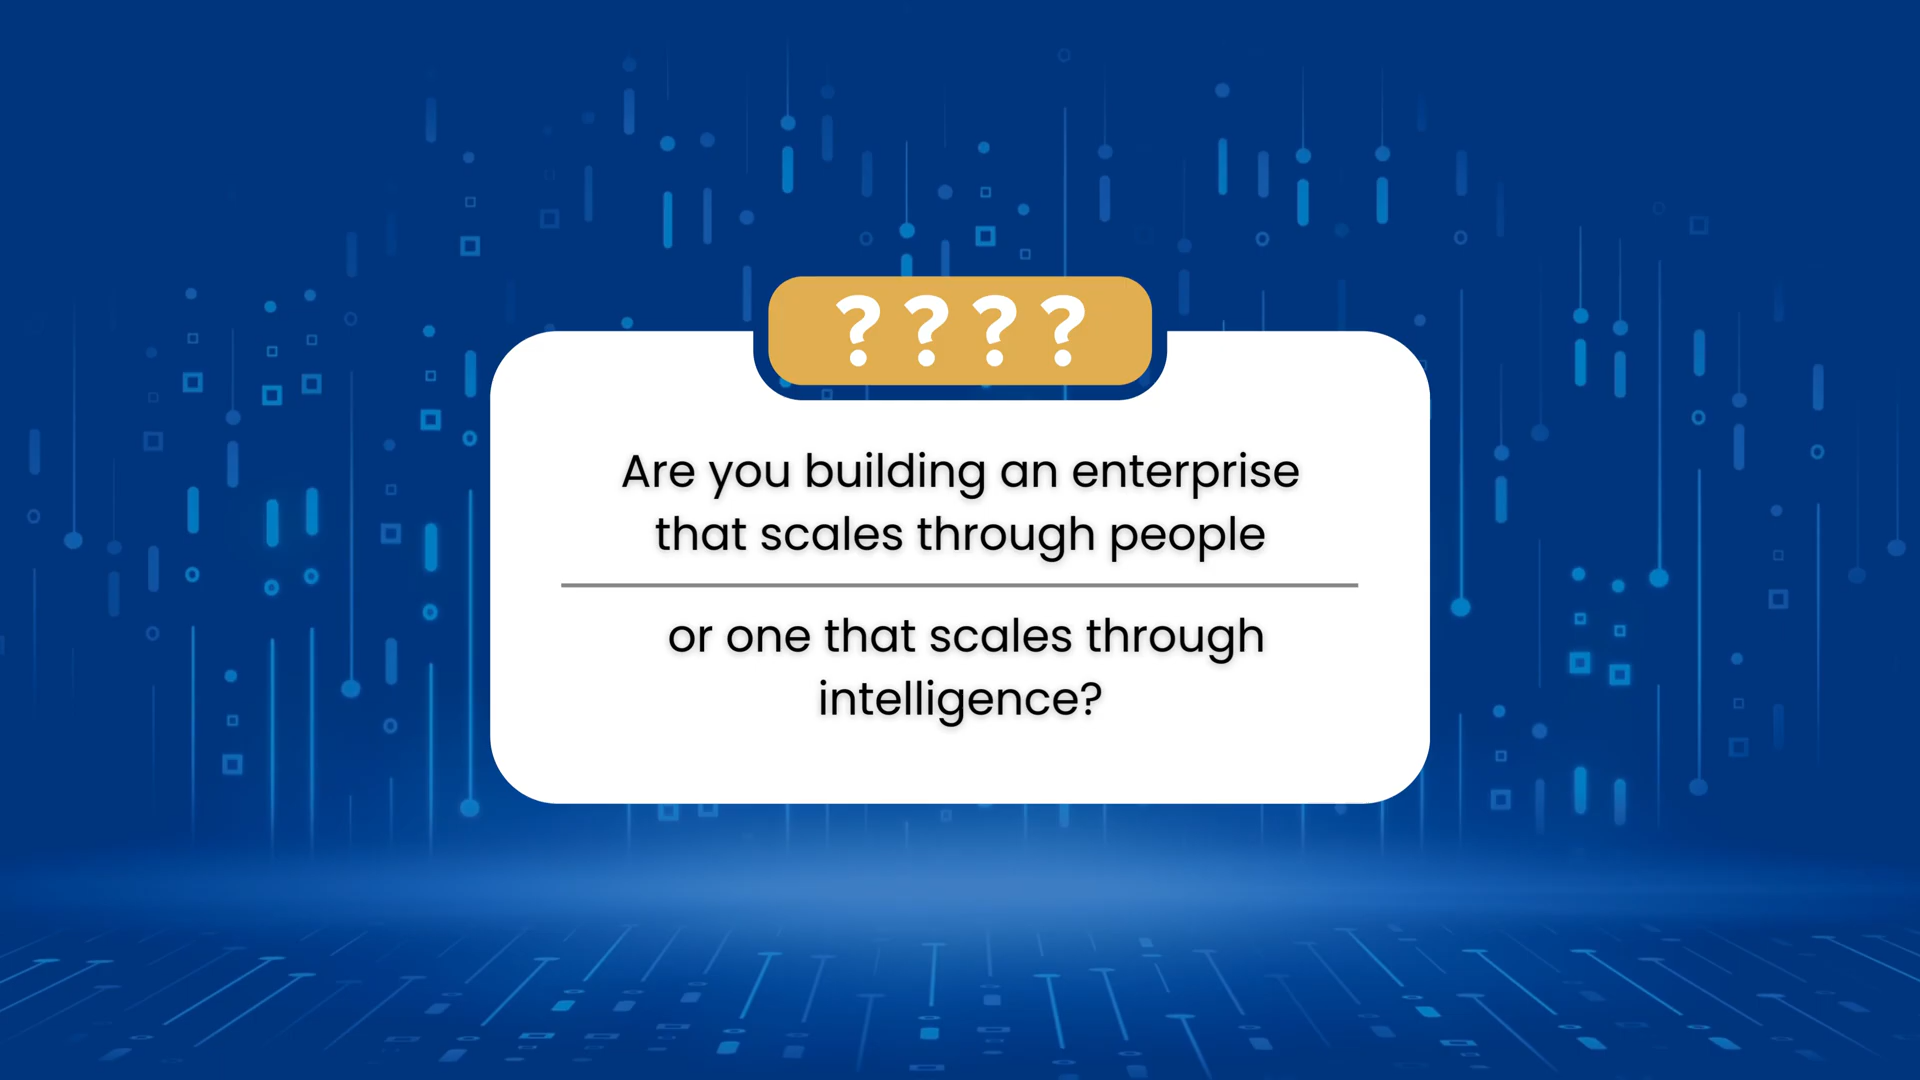 ? ? ? ?
Are you building an enterprise
that scales through people
or one that scales through
intelligence?